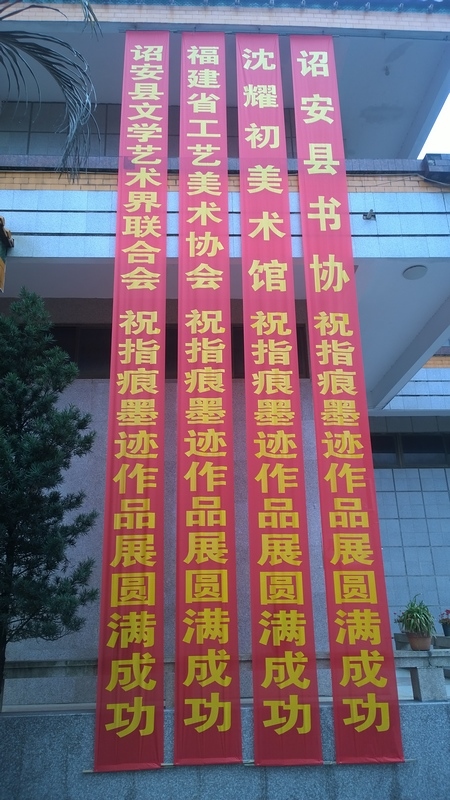 诏安县书协 祝指痕墨迹作品展圆满成功
沈耀初美术馆 祝指痕墨迹作品展圆满成功
福建省工艺美术协会 祝指痕墨迹作品展圆满成功
诏安县文学艺术界联合会 祝指痕墨迹作品展圆满成功